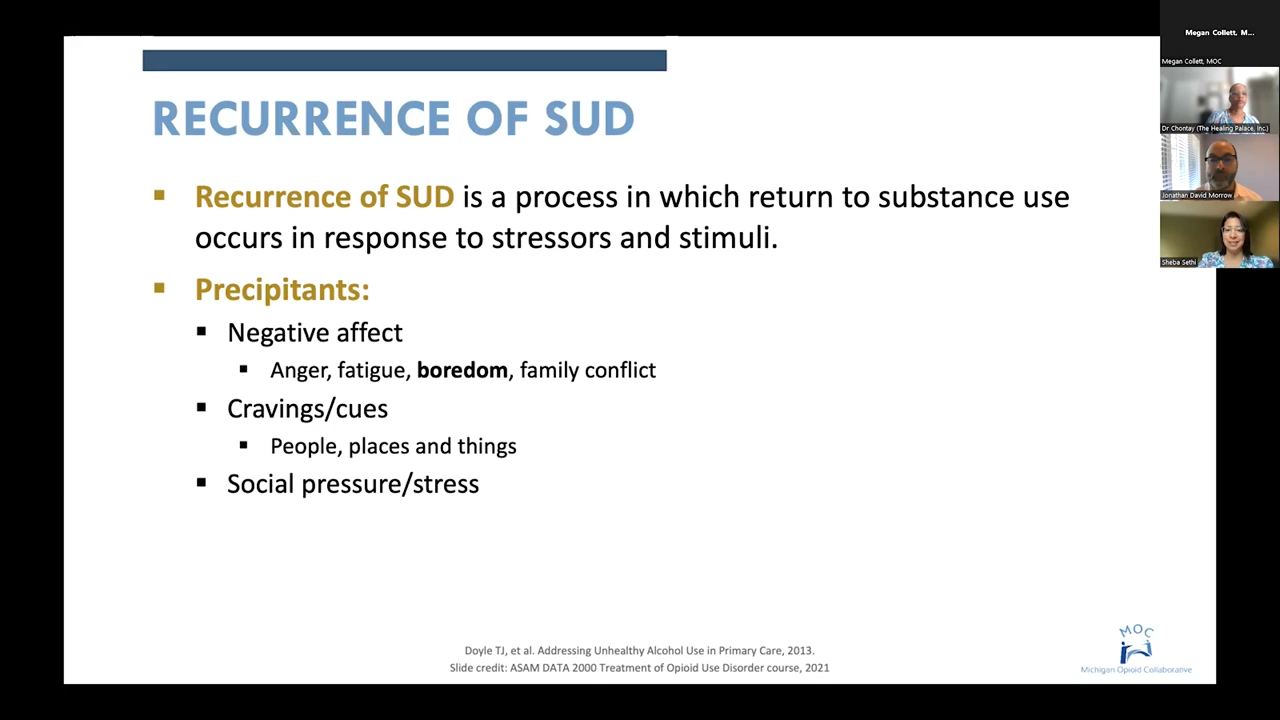 RECURRENCE OF SUD
Recurrence of SUD is a process in which return to substance use
occurs in response to stressors and stimuli.
Precipitants:
Negative affect
Anger, fatigue, boredom, family conflict
Cravings/cues
People, places and things
Social pressure/stress
Doyle TJ, et al. Addressing Unhealthy Alcohol Use in Primary Care, 2013.
Slide credit: ASAM DATA 2000 Treatment of Opioid Use Disorder course, 2021
MOC
Michigan Opioid Collaborative
Megan Collett, M...
Megan Collett, MOC
Dr Chontay (The Healing Palace, Inc.)
Jonathan David Morrow
Sheba Sethi